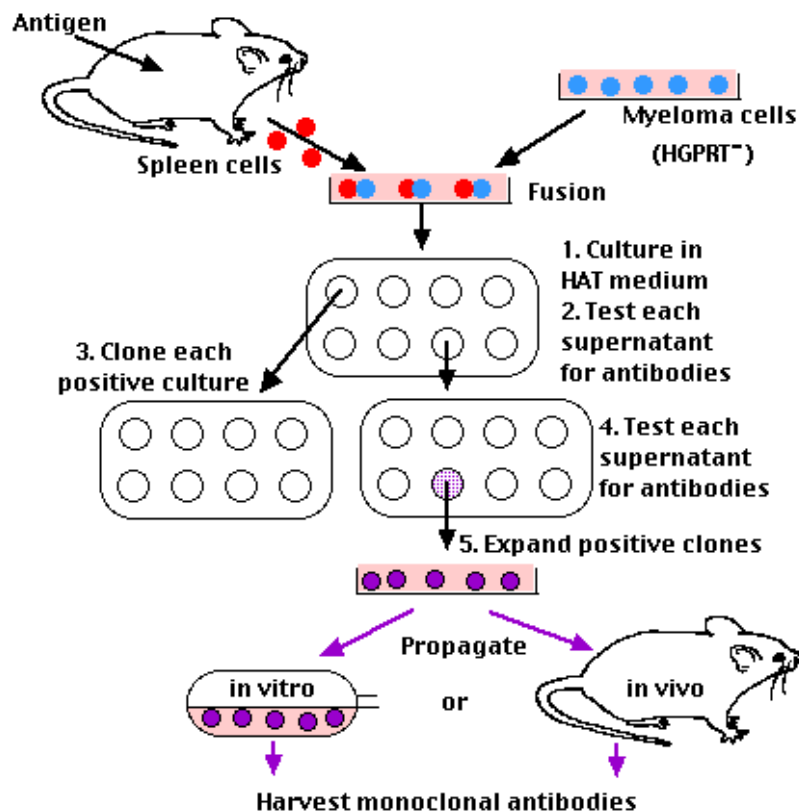 Antigen
Spleen cells
Myeloma cells
(HGPRT⁻)
Fusion
1. Culture in
HAT medium
2. Test each
supernatant
for antibodies
3. Clone each
positive culture
4. Test each
supernatant
for antibodies
5. Expand positive clones
Propagate
in vitro
or
in vivo
Harvest monoclonal antibodies